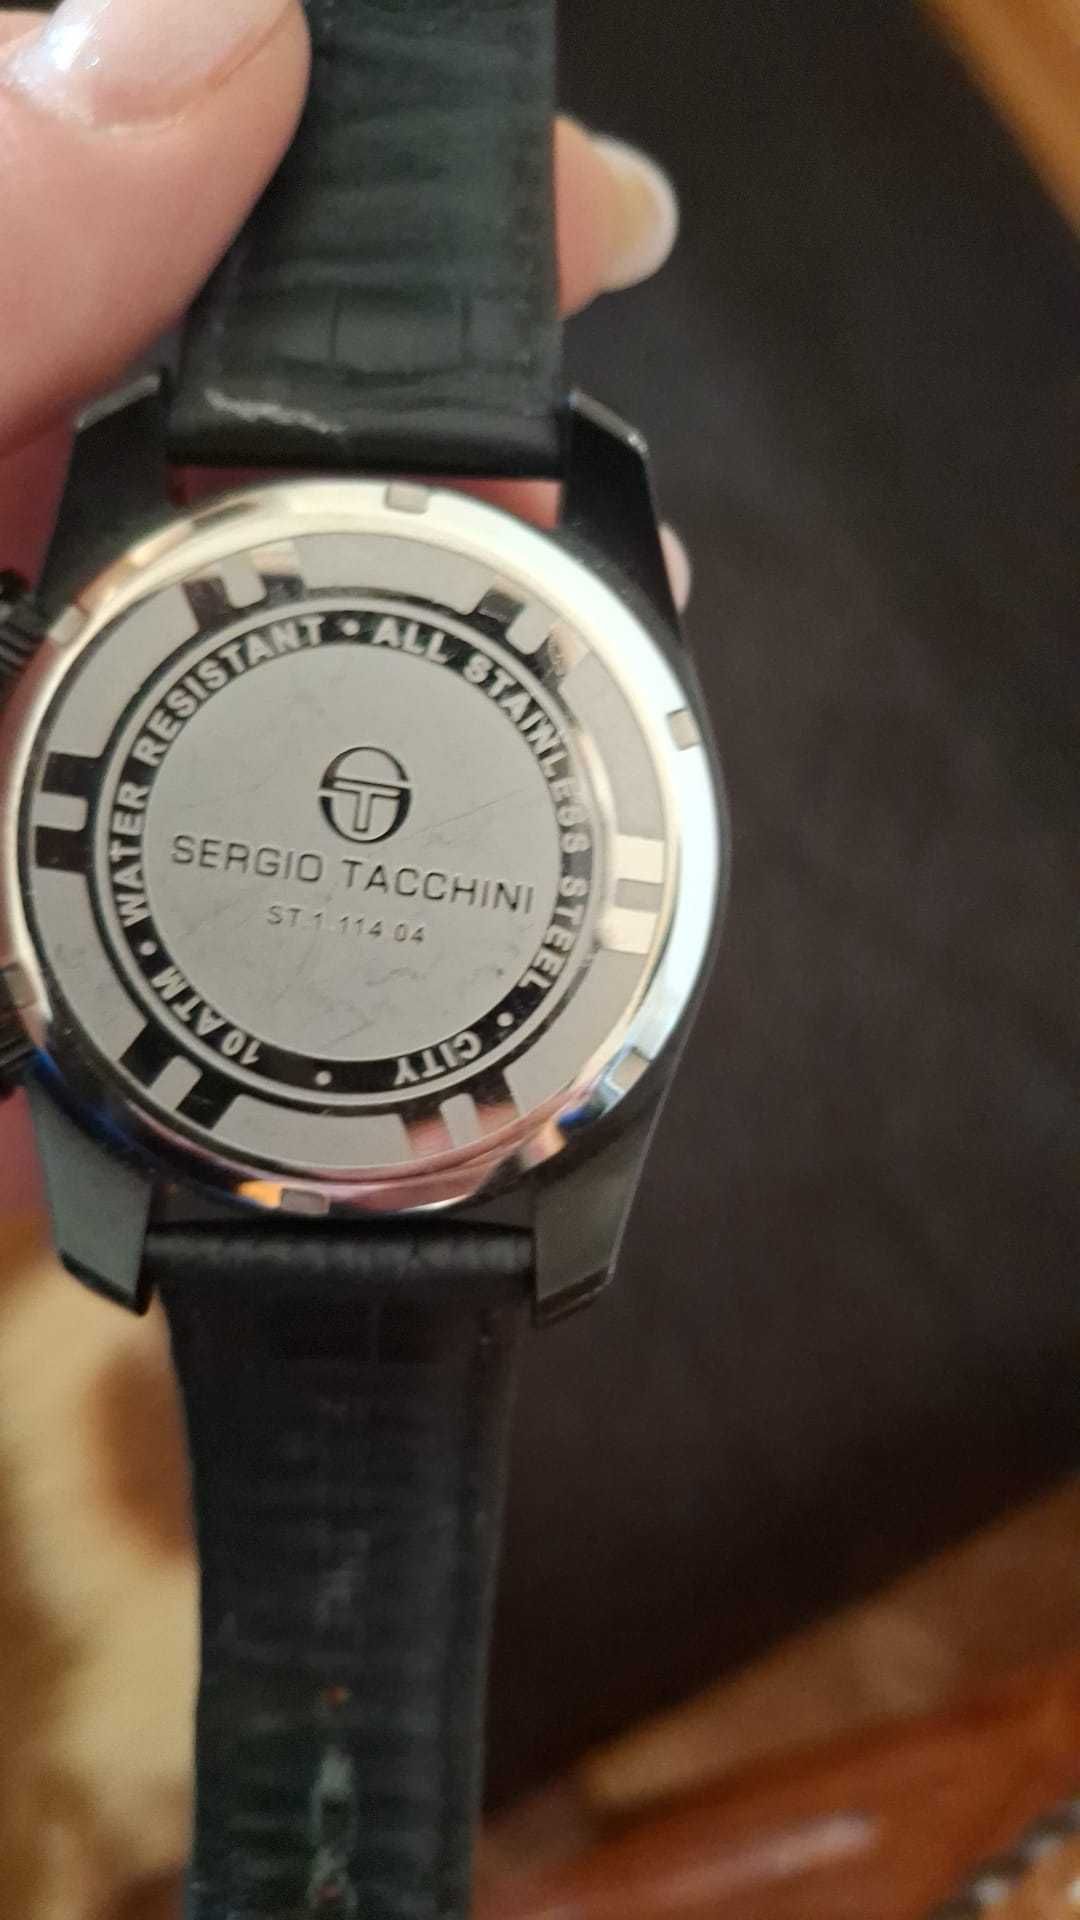 WATER RESISTANT • ALL STAINLESS STEEL • CITY • 10 ATM •
SERGIO TACCHINI
ST.1.114.04